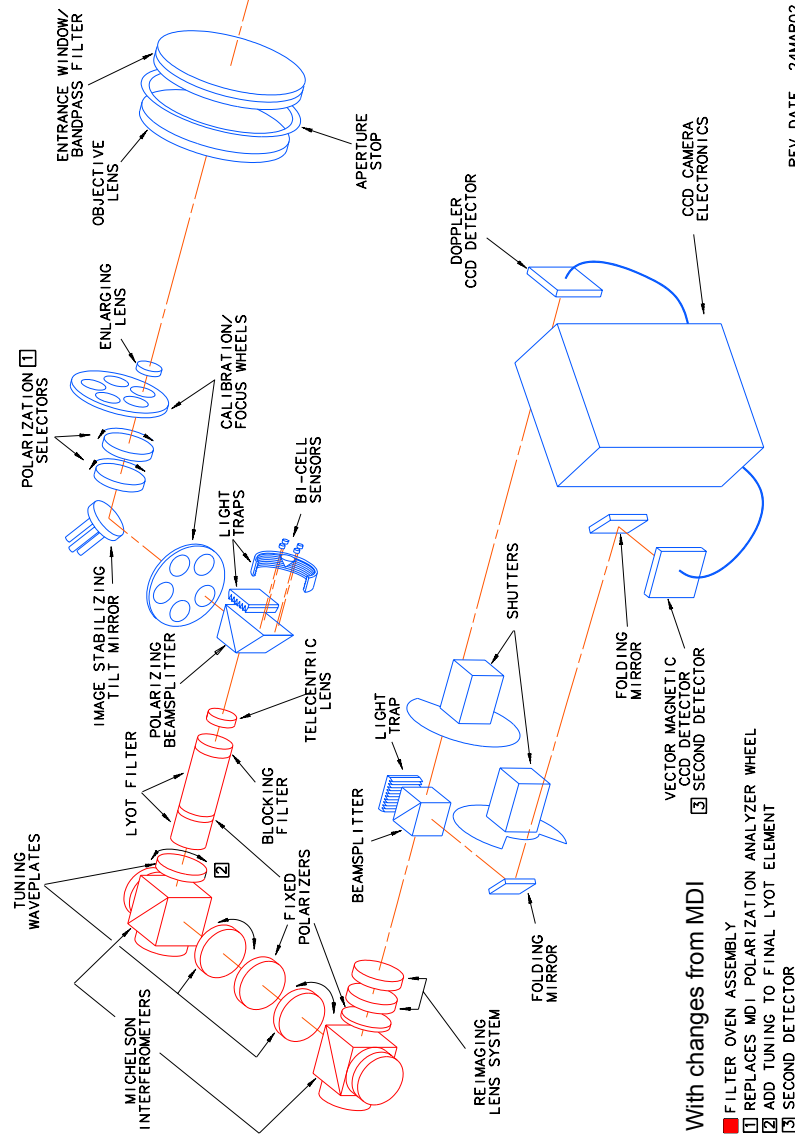 ENTRANCE WINDOW/
BANDPASS FILTER
OBJECTIVE
LENS
APERTURE
STOP
ENLARGING
LENS
POLARIZATION 1
SELECTORS
CALIBRATION/
FOCUS WHEELS
BI-CELL
SENSORS
LIGHT
TRAPS
IMAGE STABILIZING
TILT MIRROR
POLARIZING
BEAMSPLITTER
TELECENTRIC
LENS
LYOT FILTER
BLOCKING
FILTER
TUNING
WAVEPLATES
2
FIXED
POLARIZERS
MICHELSON
INTERFEROMETERS
REIMAGING
LENS SYSTEM
BEAMSPLITTER
LIGHT
TRAP
SHUTTERS
FOLDING
MIRROR
FOLDING
MIRROR
DOPPLER
CCD DETECTOR
CCD CAMERA
ELECTRONICS
VECTOR MAGNETIC
CCD DETECTOR
3 SECOND DETECTOR
With changes from MDI
FILTER OVEN ASSEMBLY
1 REPLACES MDI POLARIZATION ANALYZER WHEEL
2 ADD TUNING TO FINAL LYOT ELEMENT
3 SECOND DETECTOR
REV DATE 24MAR02